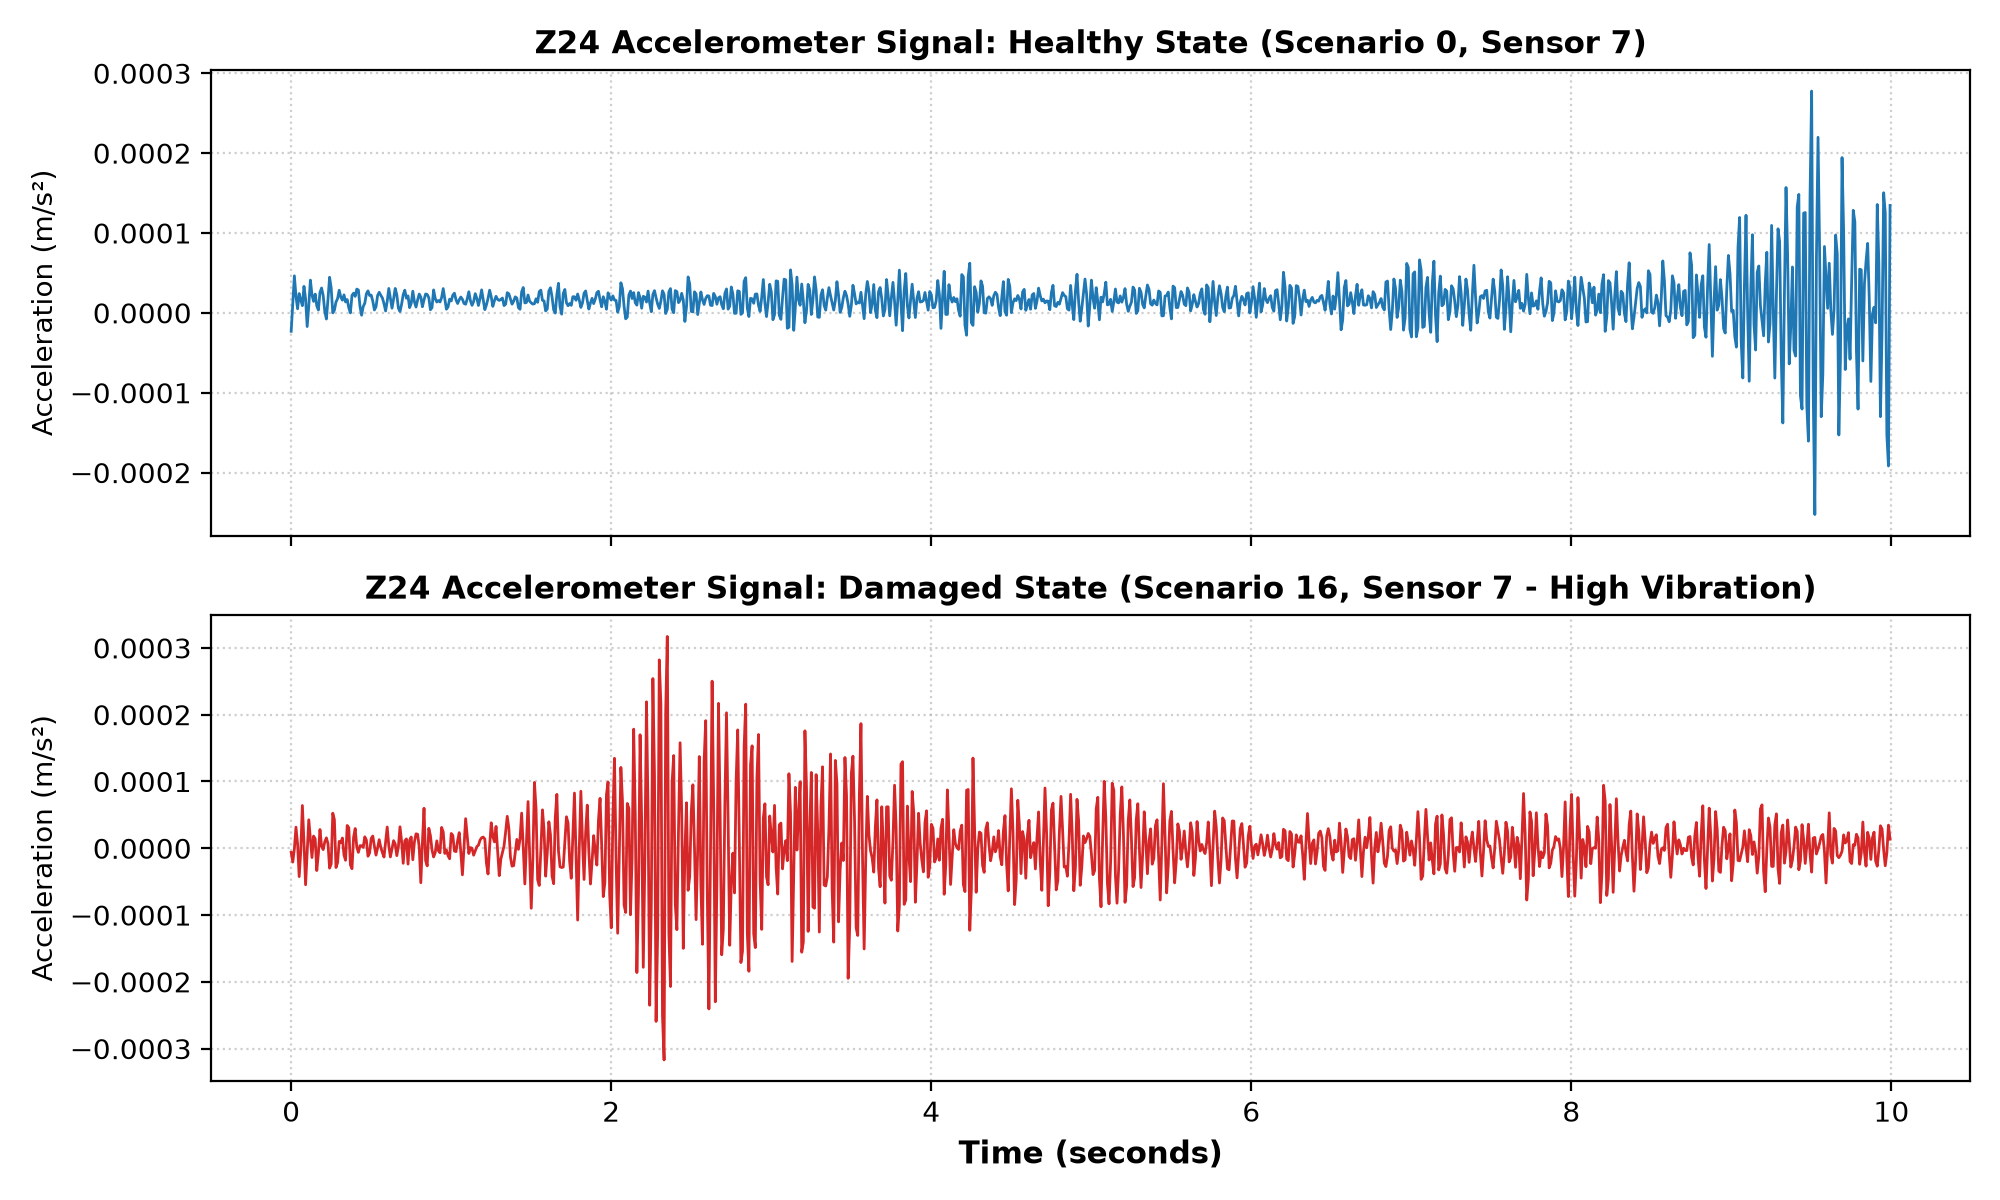 Z24 Accelerometer Signal: Healthy State (Scenario 0, Sensor 7)
0.0003
0.0002
0.0001
0.0000
−0.0001
−0.0002
Acceleration (m/s²)
Z24 Accelerometer Signal: Damaged State (Scenario 16, Sensor 7 - High Vibration)
0.0003
0.0002
0.0001
0.0000
−0.0001
−0.0002
−0.0003
Acceleration (m/s²)
0 2 4 6 8 10
Time (seconds)